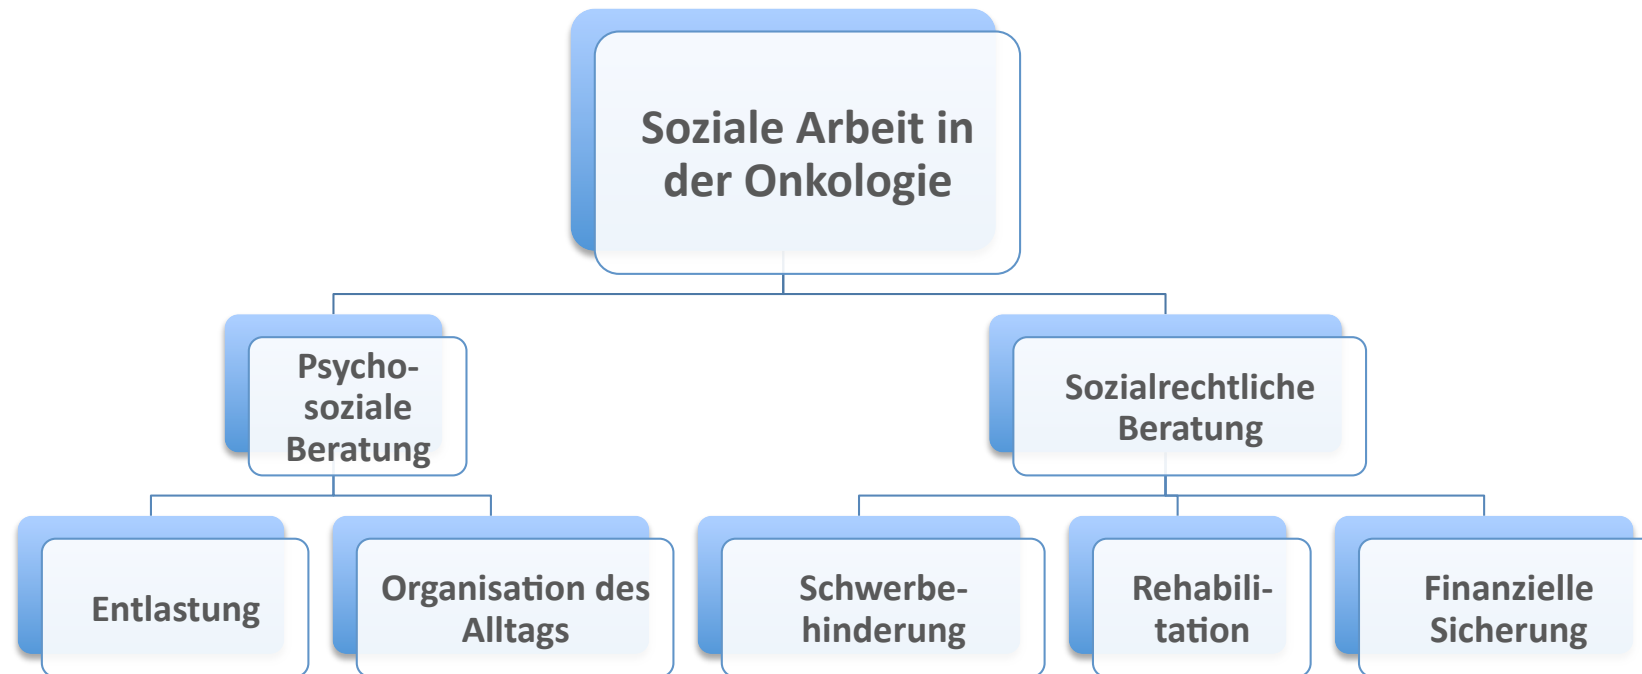 Soziale Arbeit in
der Onkologie
Psycho-
soziale
Beratung
Sozialrechtliche
Beratung
Entlastung
Organisation des
Alltags
Schwerbe-
hinderung
Rehabili-
tation
Finanzielle
Sicherung